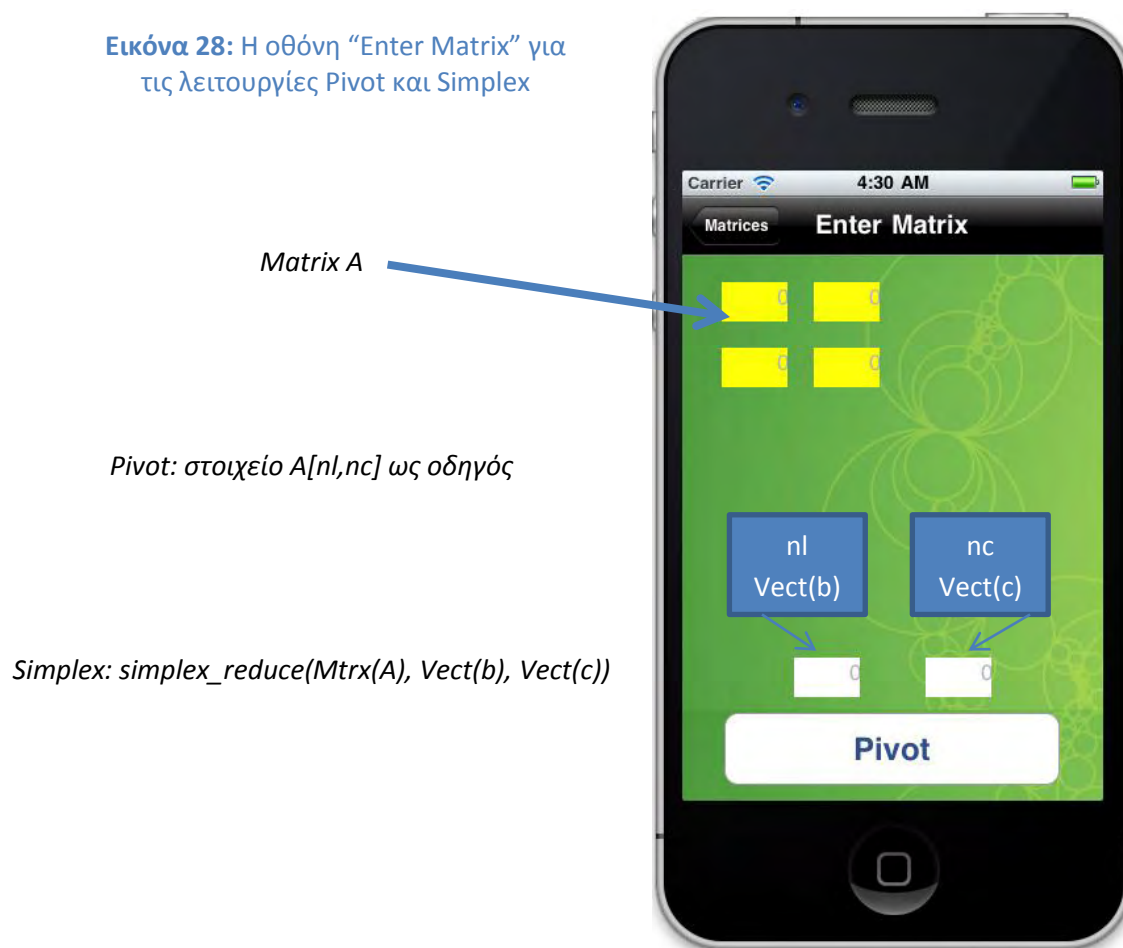 Εικόνα 28: Η οθόνη “Enter Matrix” για
τις λειτουργίες Pivot και Simplex
Carrier 4:30 AM
Matrices Enter Matrix
Matrix A
0 0
0 0
Pivot: στοιχείο A[nl,nc] ως οδηγός
nl
Vect(b)
nc
Vect(c)
Simplex: simplex_reduce(Mtrx(A), Vect(b), Vect(c))
0 0
Pivot